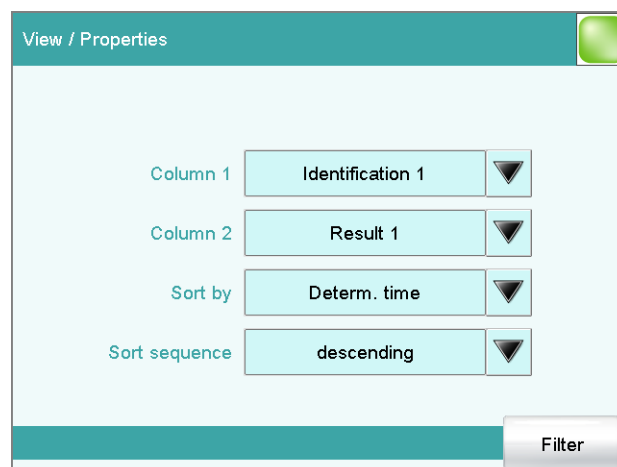 View / Properties
Column 1 Identification 1
Column 2 Result 1
Sort by Determ. time
Sort sequence descending
Filter